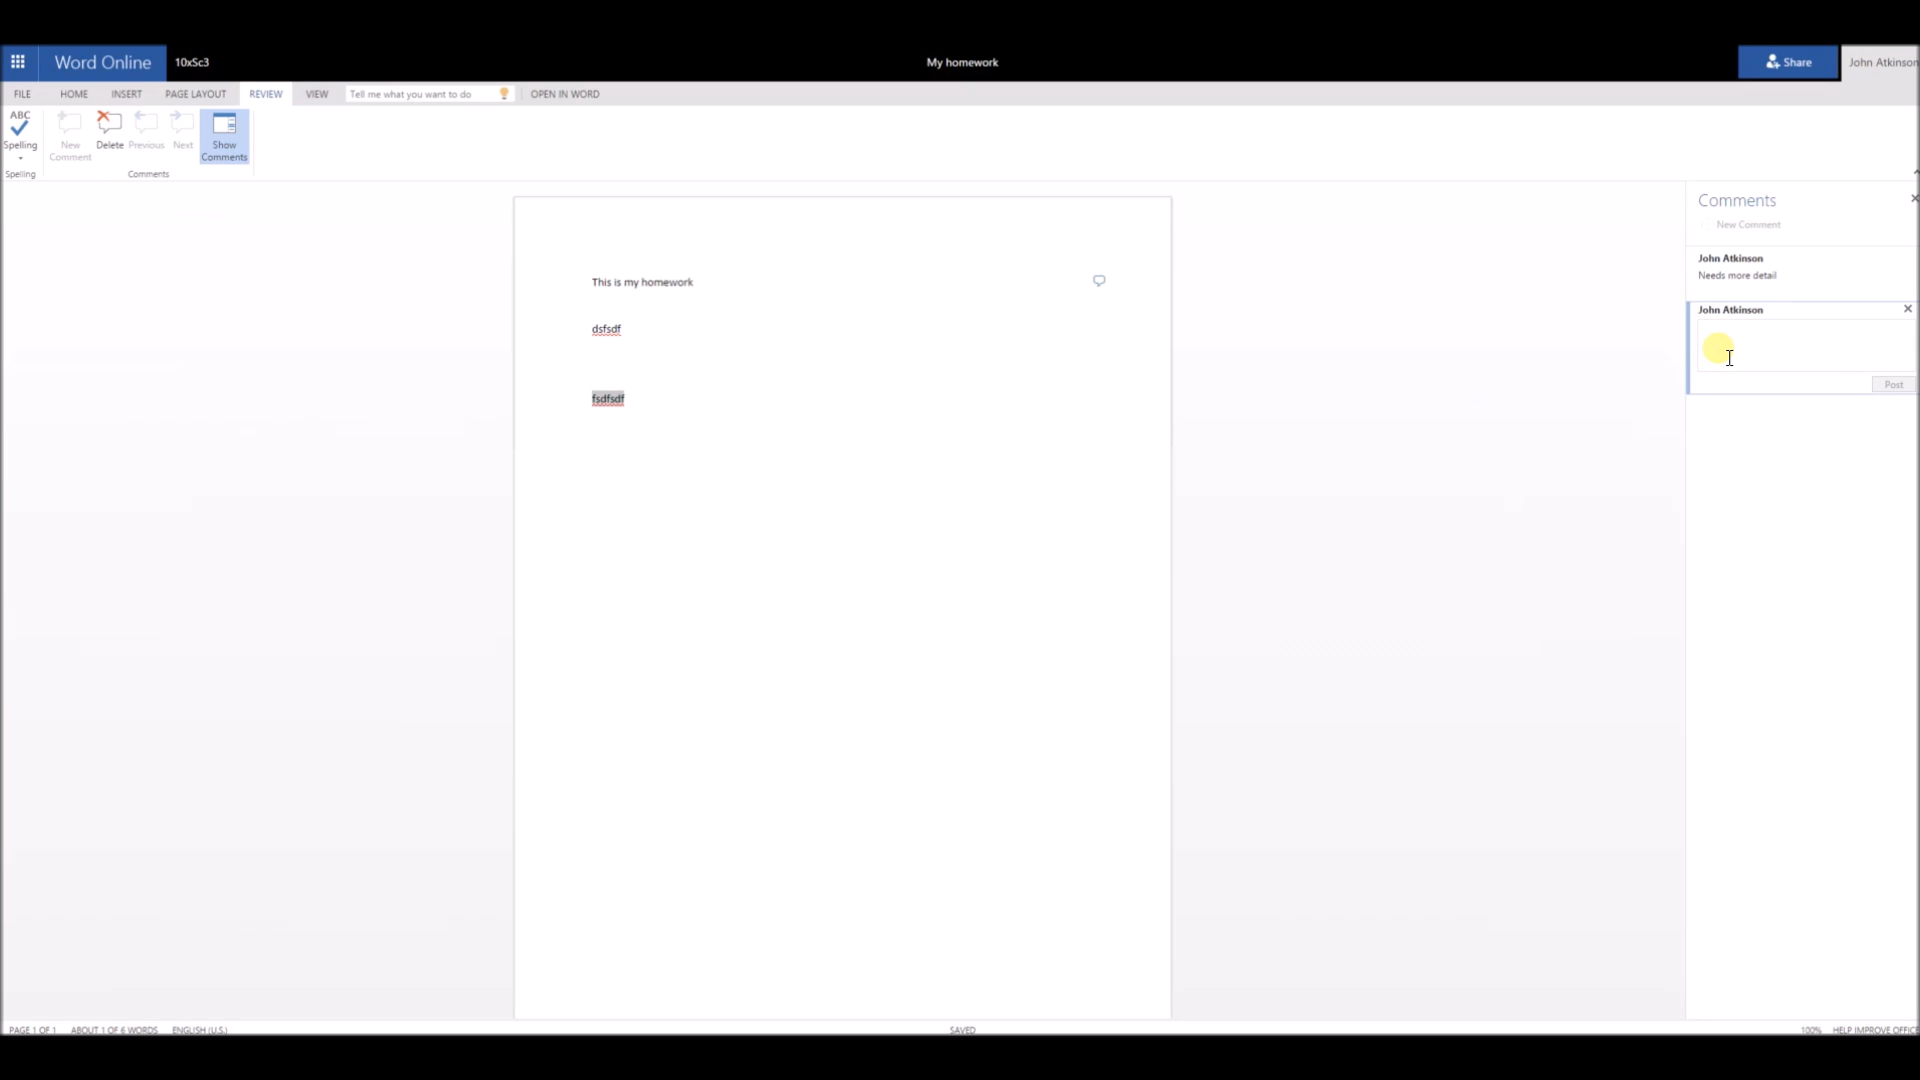 Word Online 10xSc3 My homework Share John Atkinson
FILE HOME INSERT PAGE LAYOUT REVIEW VIEW Tell me what you want to do OPEN IN WORD
ABC
Spelling New Comment Delete Previous Next Show Comments
Spelling Comments
Comments
New Comment
John Atkinson
Needs more detail
John Atkinson
Post
This is my homework
dsfsdf
fsdfsdf
PAGE 1 OF 1 ABOUT 1 OF 6 WORDS ENGLISH (U.S.) SAVED 100% HELP IMPROVE OFFICE